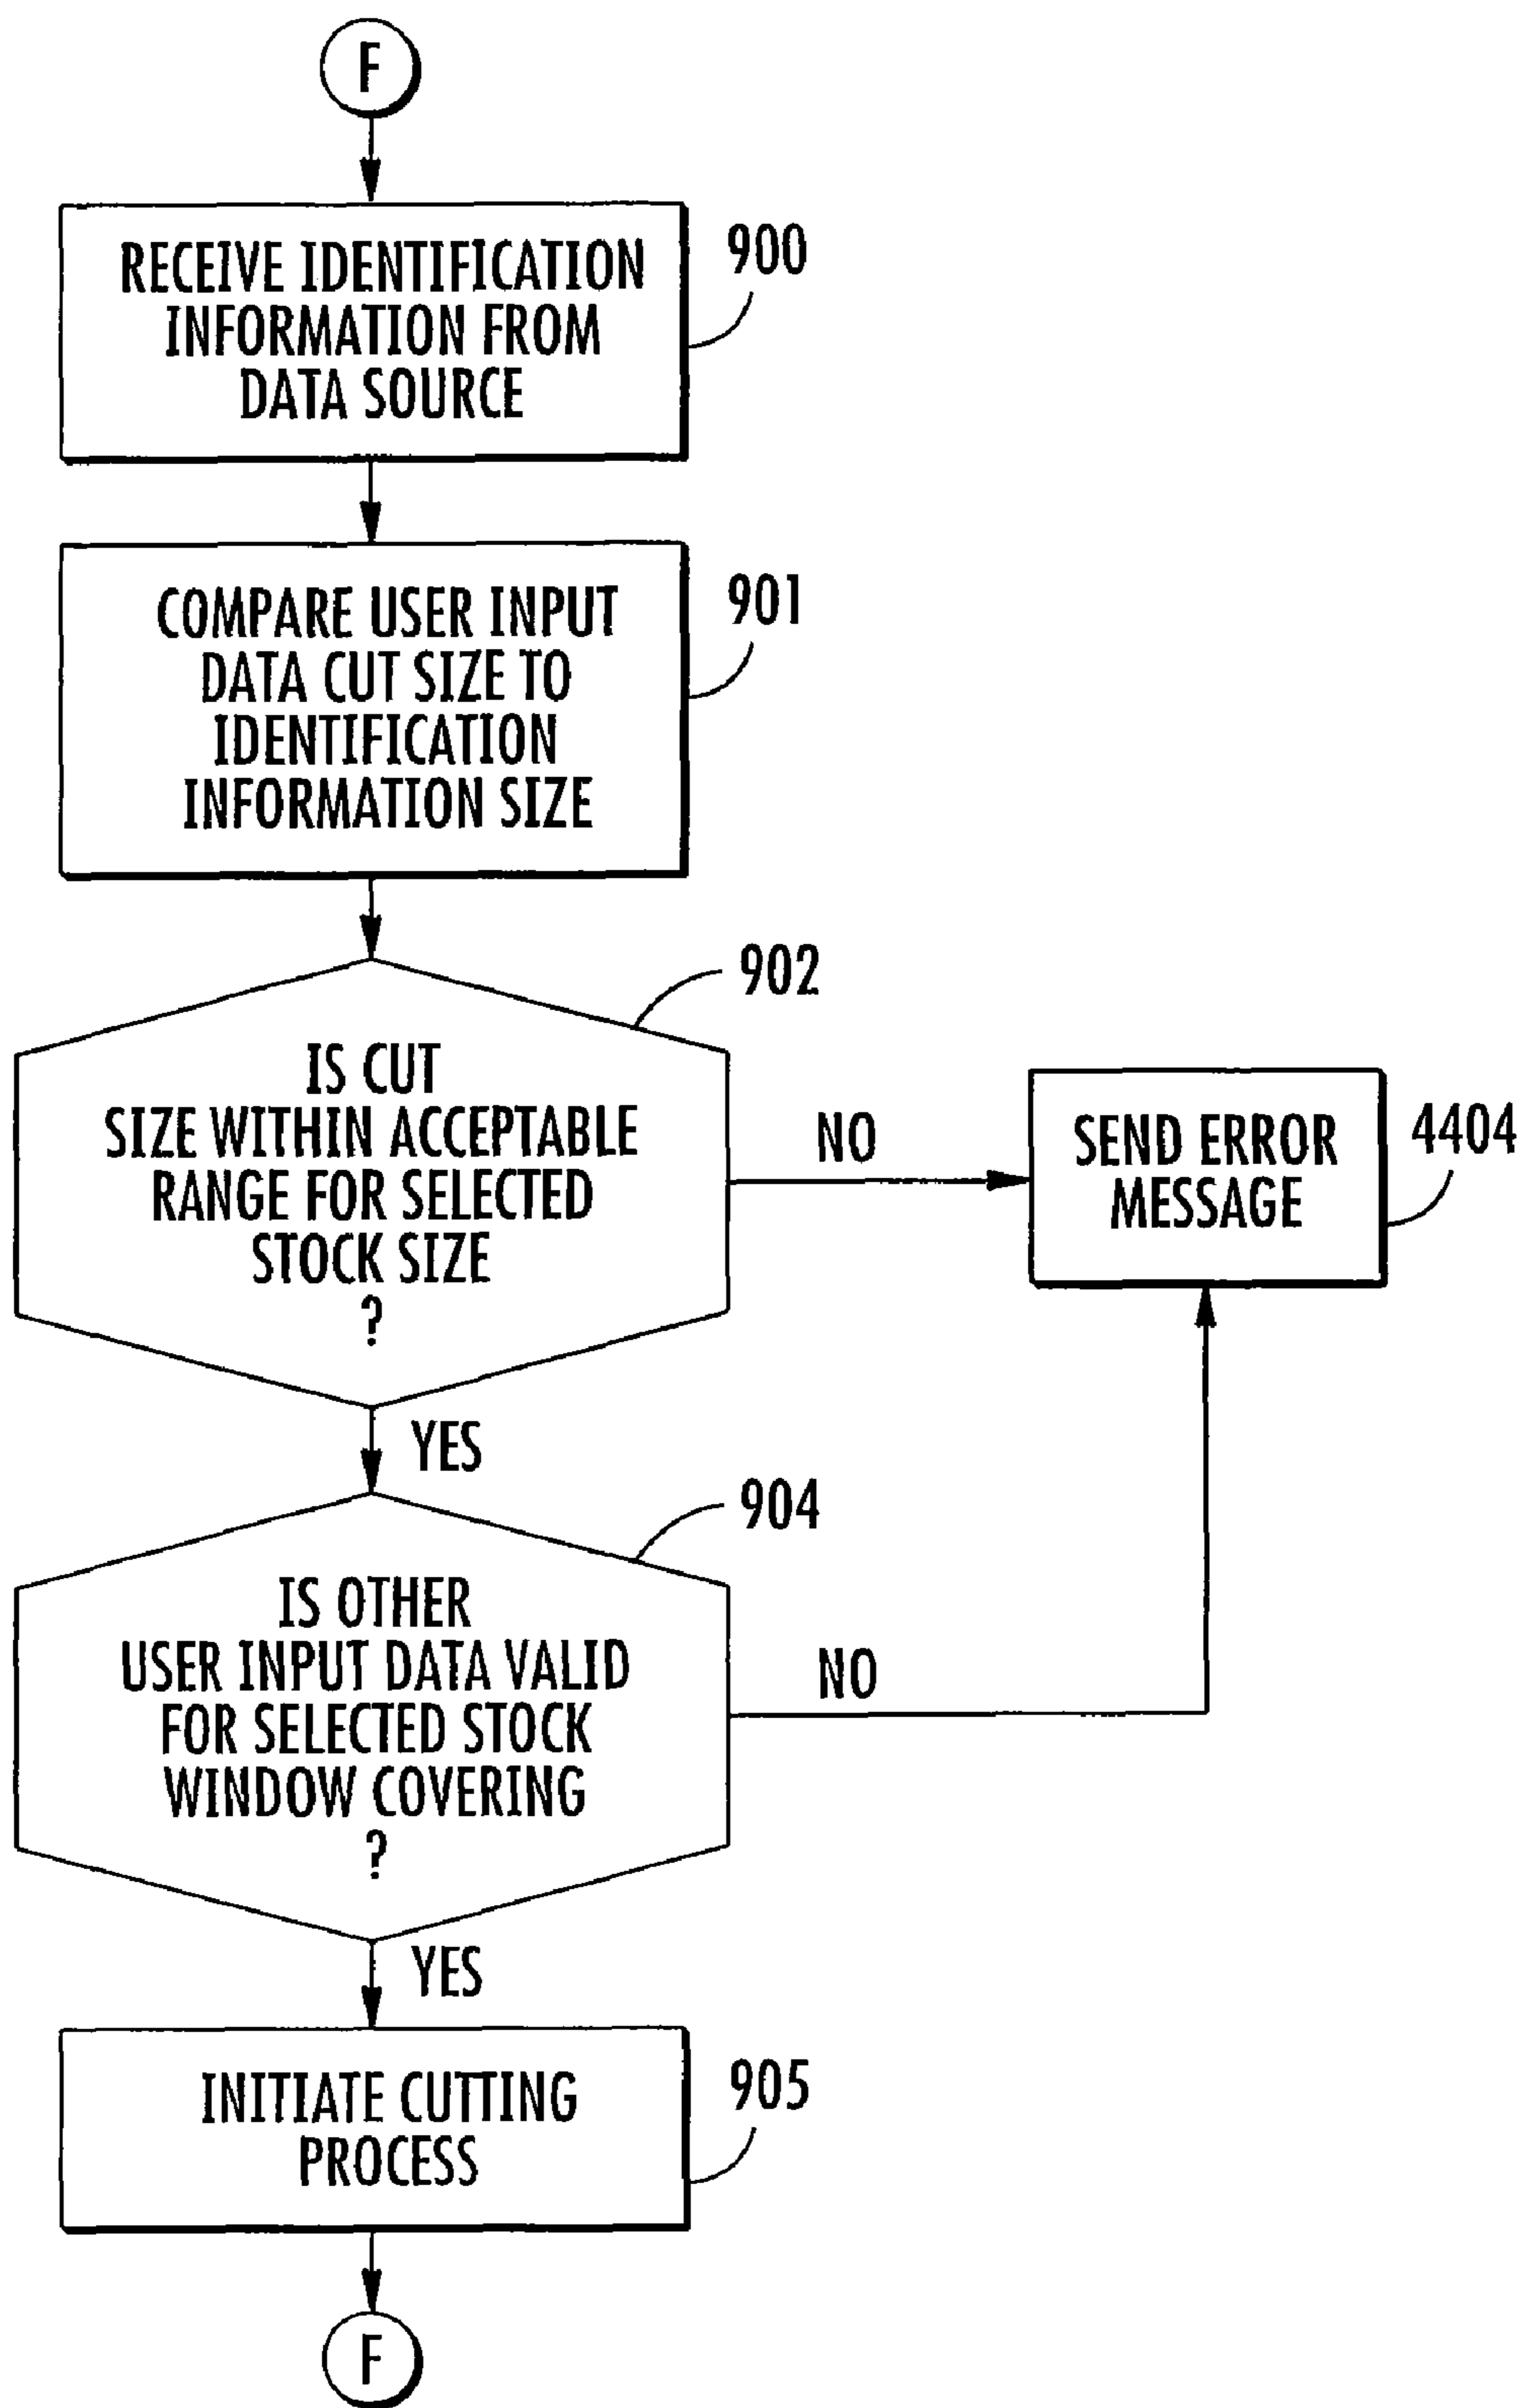 F
RECEIVE IDENTIFICATION
INFORMATION FROM
DATA SOURCE
900
COMPARE USER INPUT
DATA CUT SIZE TO
IDENTIFICATION
INFORMATION SIZE
901
902
IS CUT
SIZE WITHIN ACCEPTABLE
RANGE FOR SELECTED
STOCK SIZE
?
NO
SEND ERROR
MESSAGE
4404
YES
904
IS OTHER
USER INPUT DATA VALID
FOR SELECTED STOCK
WINDOW COVERING
?
NO
YES
INITIATE CUTTING
PROCESS
905
F